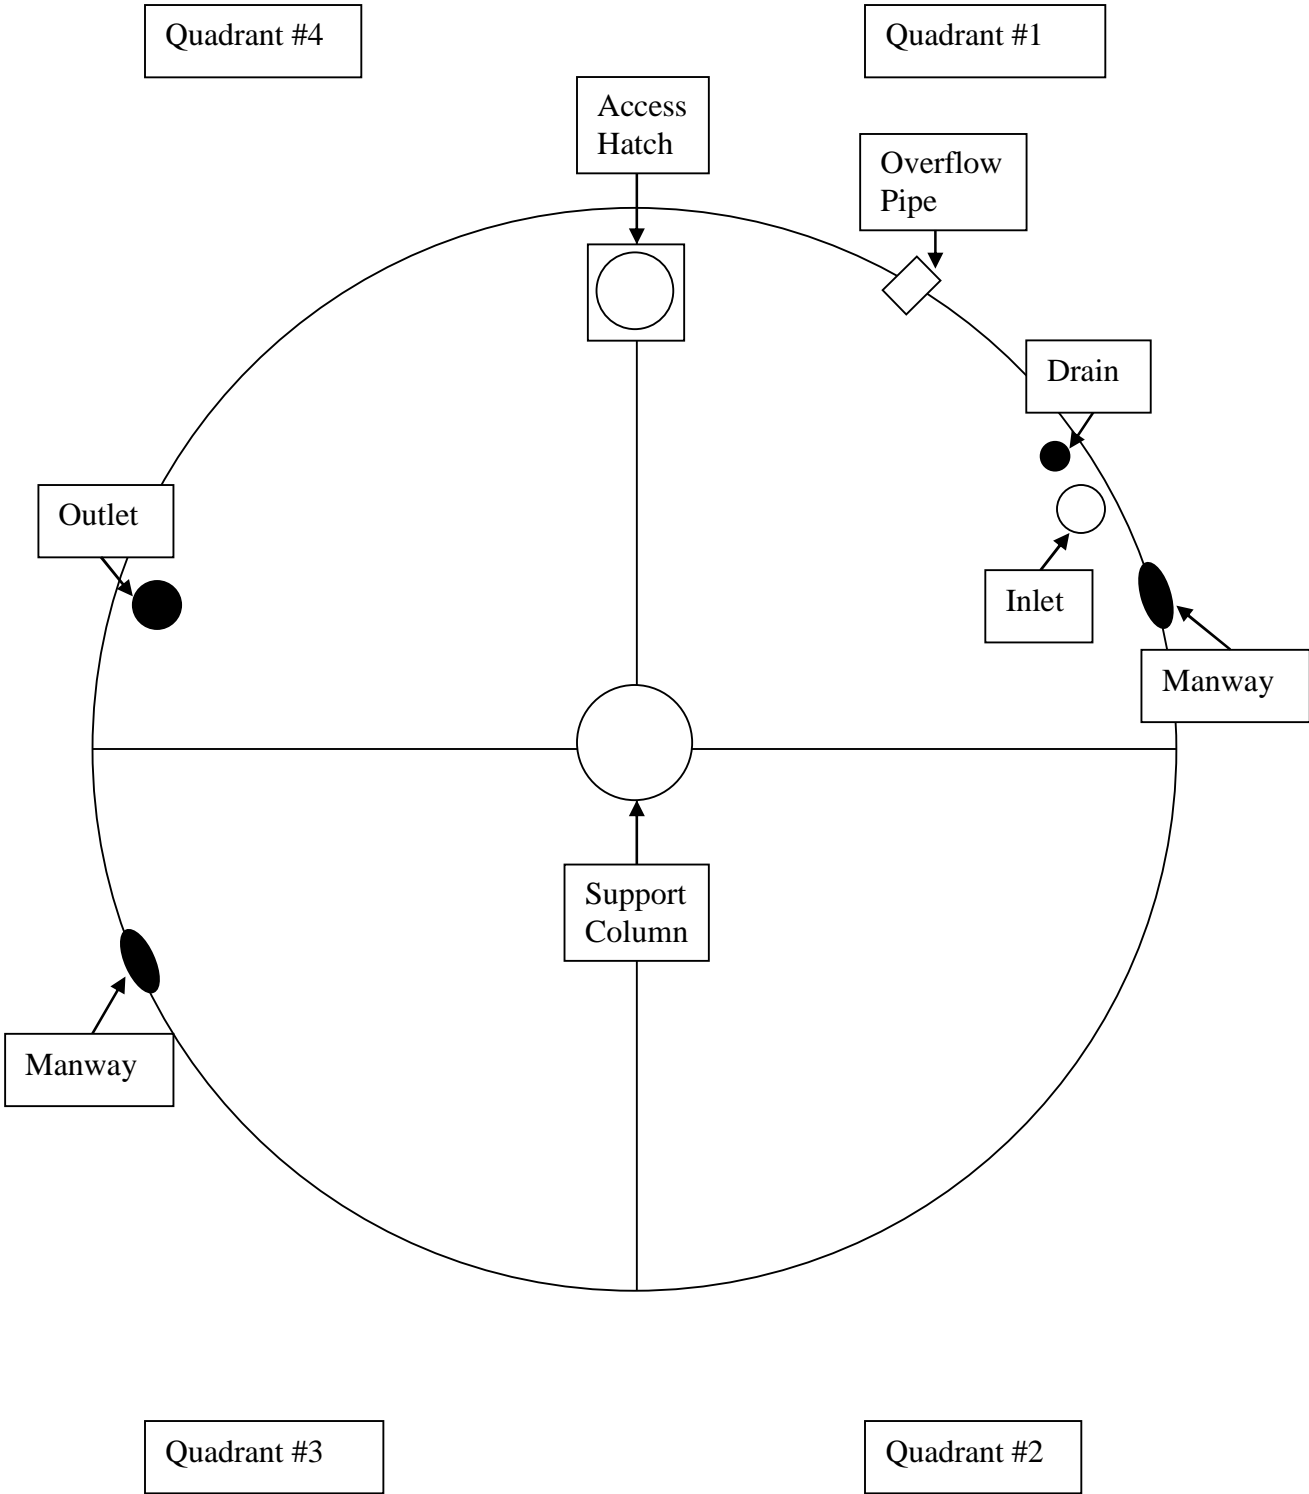 Quadrant #4
Quadrant #1
Access
Hatch
Overflow
Pipe
Drain
Outlet
Inlet
Manway
Support
Column
Manway
Quadrant #3
Quadrant #2